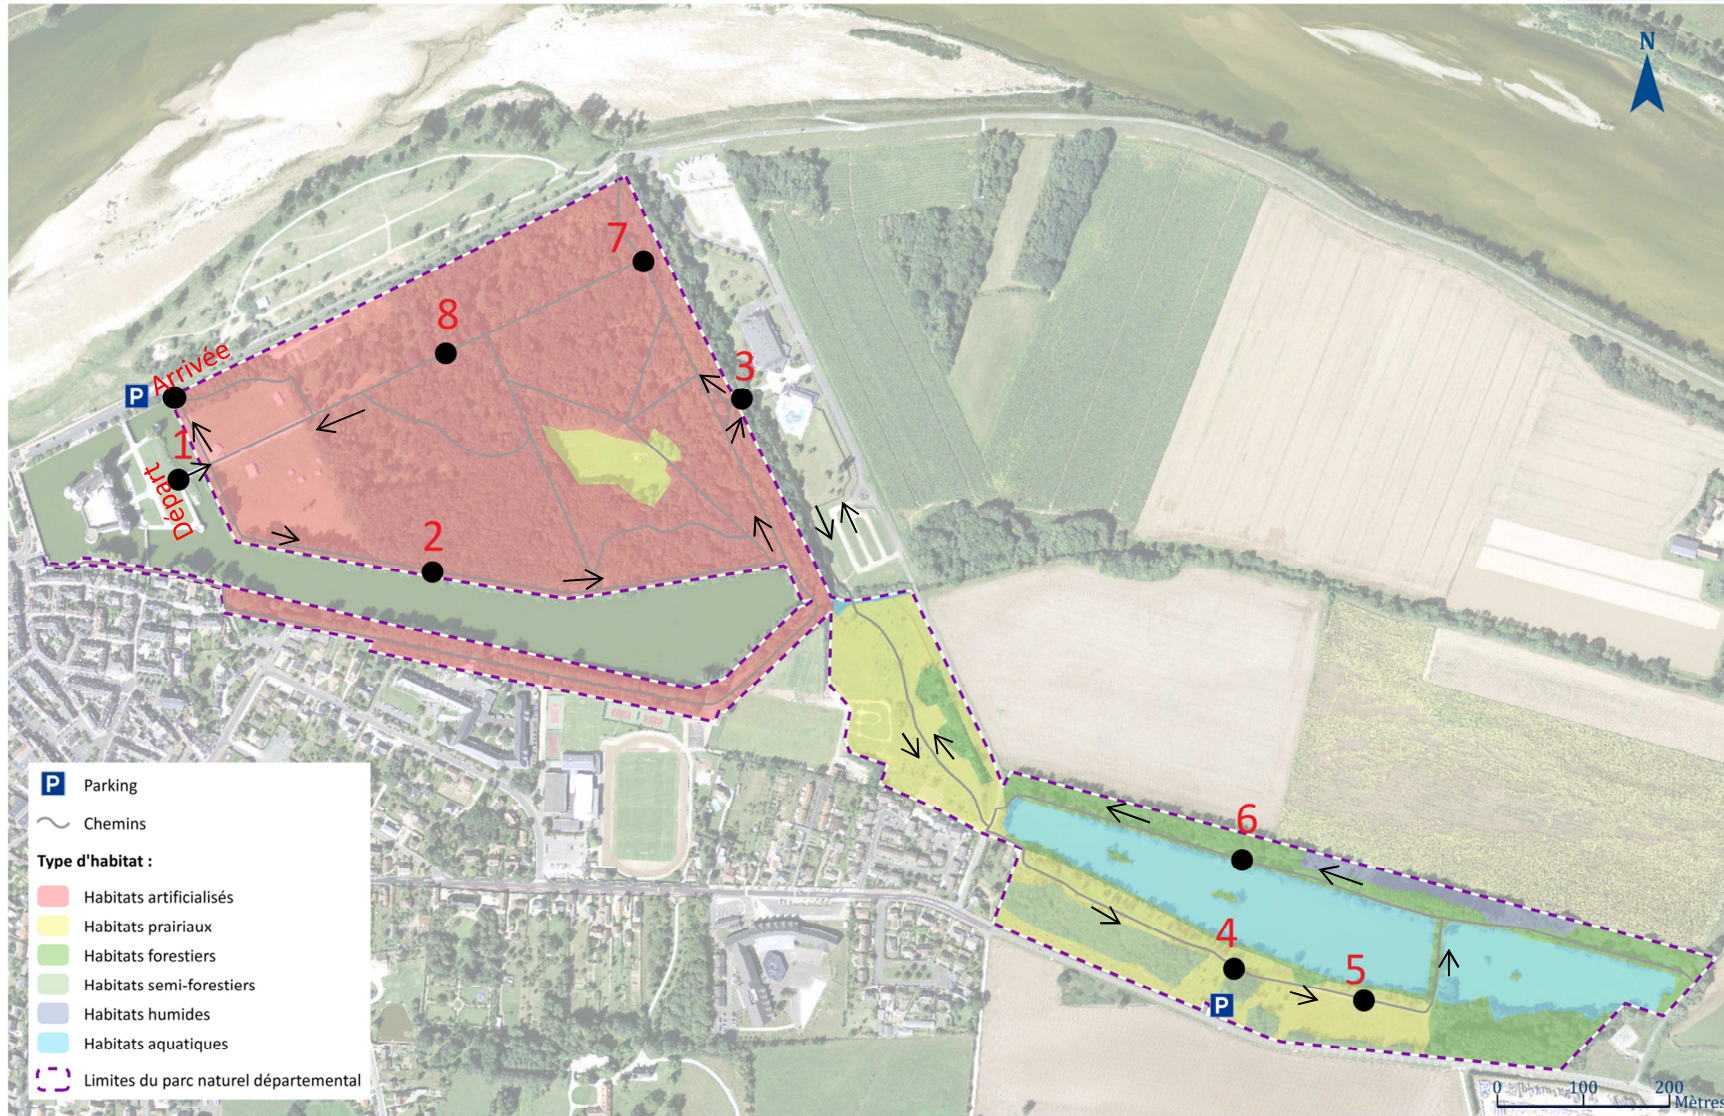 N
7
8
3
Arrivée
P
1
Départ
2
6
4
5
P
P Parking
Chemins
Type d'habitat :
Habitats artificialisés
Habitats prairiaux
Habitats forestiers
Habitats semi-forestiers
Habitats humides
Habitats aquatiques
Limites du parc naturel départemental
0 100 200
Mètres